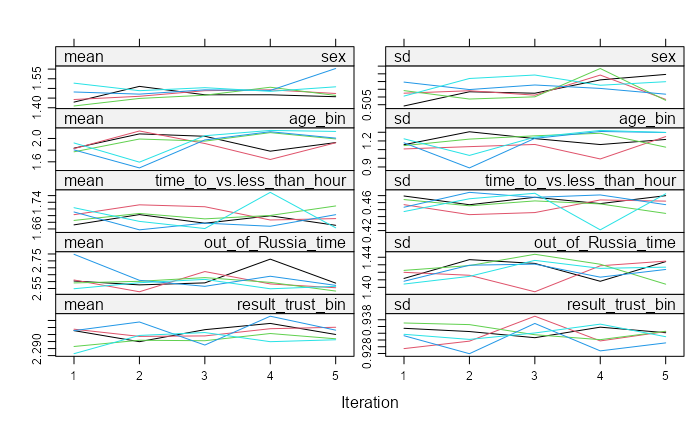 mean sex
sd sex
1.40 1.55
0.505
mean age_bin
sd age_bin
1.6 2.0
0.9 1.2
mean time_to_vs.less_than_hour
sd time_to_vs.less_than_hour
1.66 1.74
0.42 0.46
mean out_of_Russia_time
sd out_of_Russia_time
2.55 2.75
1.40 1.44
mean result_trust_bin
sd result_trust_bin
2.290
0.928 0.938
1 2 3 4 5
1 2 3 4 5
Iteration